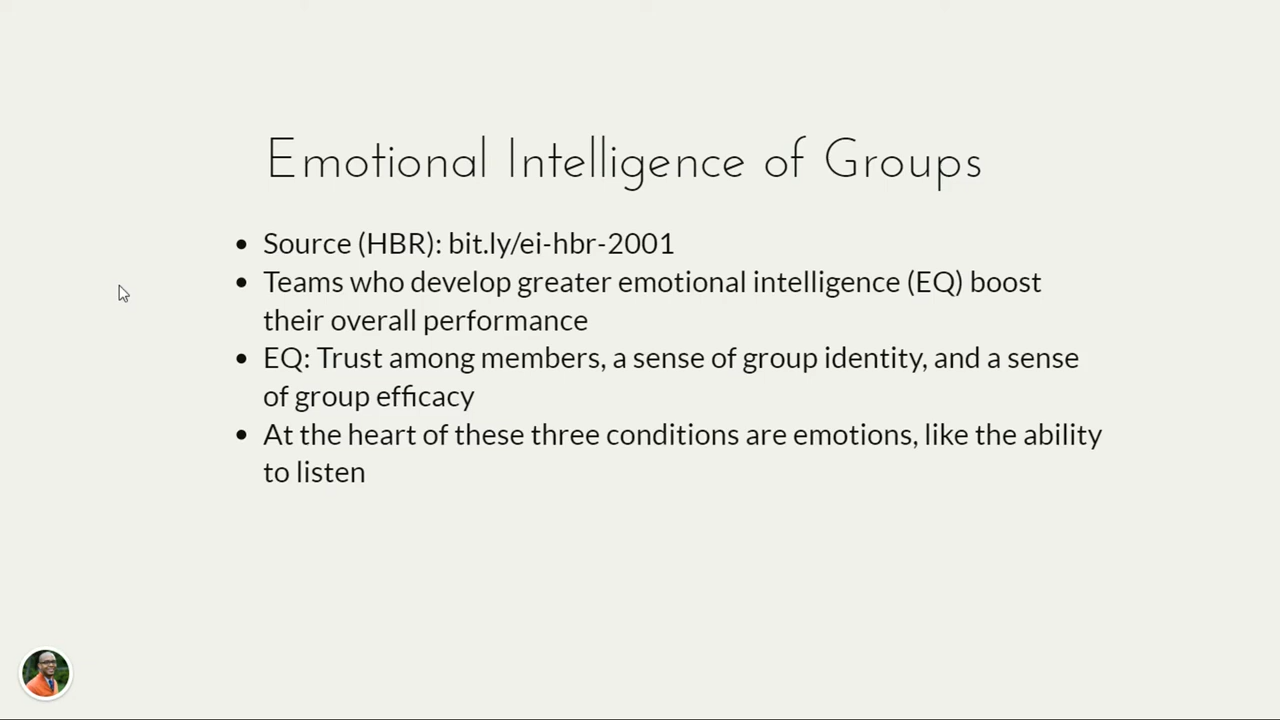 Emotional Intelligence of Groups
• Source (HBR): bit.ly/ei-hbr-2001
• Teams who develop greater emotional intelligence (EQ) boost
their overall performance
• EQ: Trust among members, a sense of group identity, and a sense
of group efficacy
• At the heart of these three conditions are emotions, like the ability
to listen